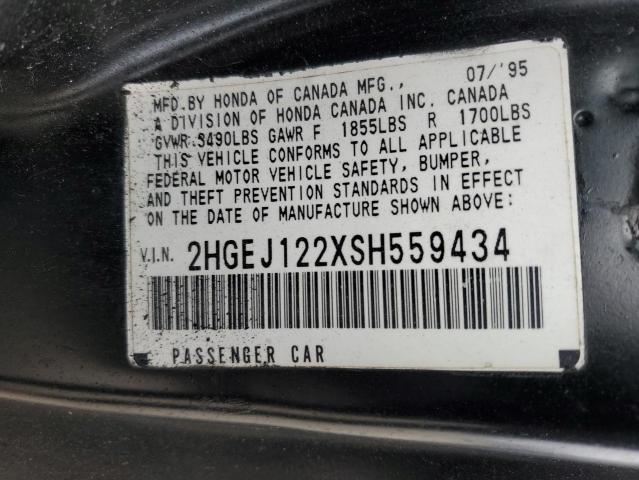 MFD.BY HONDA OF CANADA MFG., 07/'95
A DIVISION OF HONDA CANADA INC. CANADA
GVWR 3490LBS GAWR F 1855LBS R 1700LBS
THIS VEHICLE CONFORMS TO ALL APPLICABLE
FEDERAL MOTOR VEHICLE SAFETY, BUMPER,
AND THEFT PREVENTION STANDARDS IN EFFECT
ON THE DATE OF MANUFACTURE SHOWN ABOVE:
V.I.N. 2HGEJ122XSH559434
PASSENGER CAR